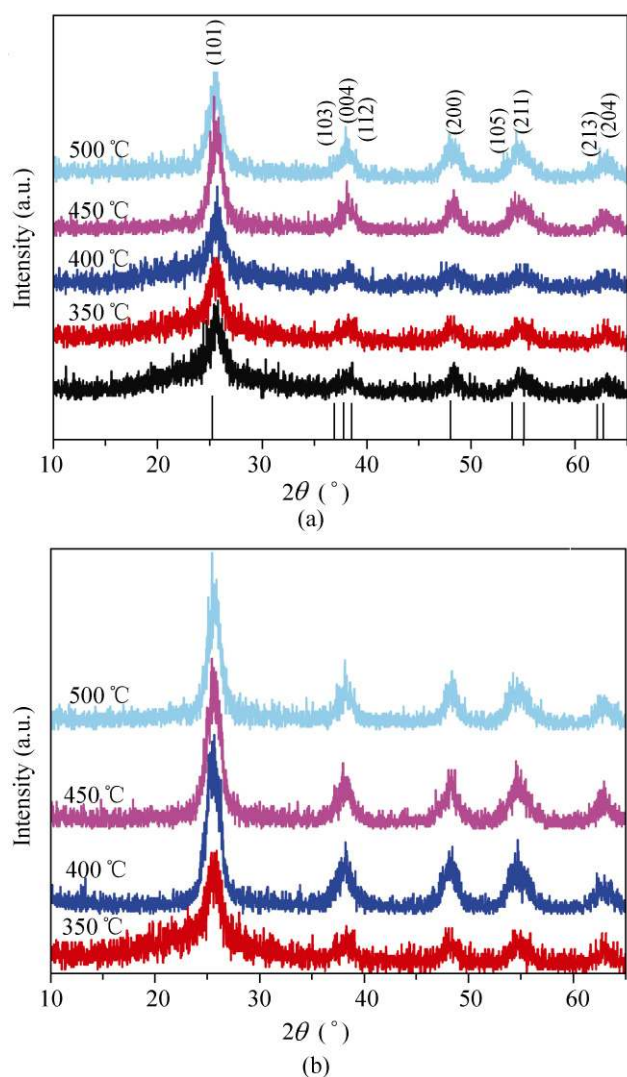 (101)
(103)
(004)
(112)
(200)
(105)
(211)
(213)
(204)
500 ℃
450 ℃
400 ℃
350 ℃
Intensity (a.u.)
10 20 30 40 50 60
2θ (°)
(a)
500 ℃
450 ℃
400 ℃
350 ℃
Intensity (a.u.)
10 20 30 40 50 60
2θ (°)
(b)